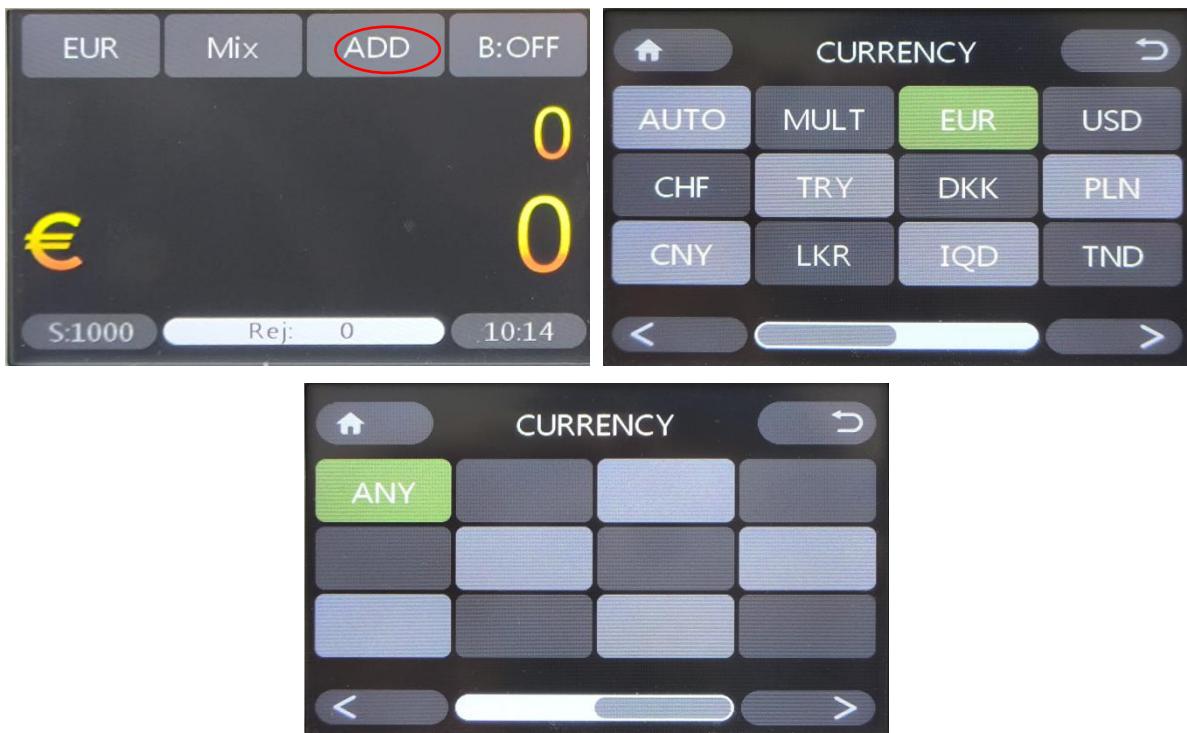 EUR Mix ADD B:OFF
0
€ 0
S:1000 Rej: 0 10:14
CURRENCY
AUTO MULT EUR USD
CHF TRY DKK PLN
CNY LKR IQD TND
< >
CURRENCY
ANY
< >